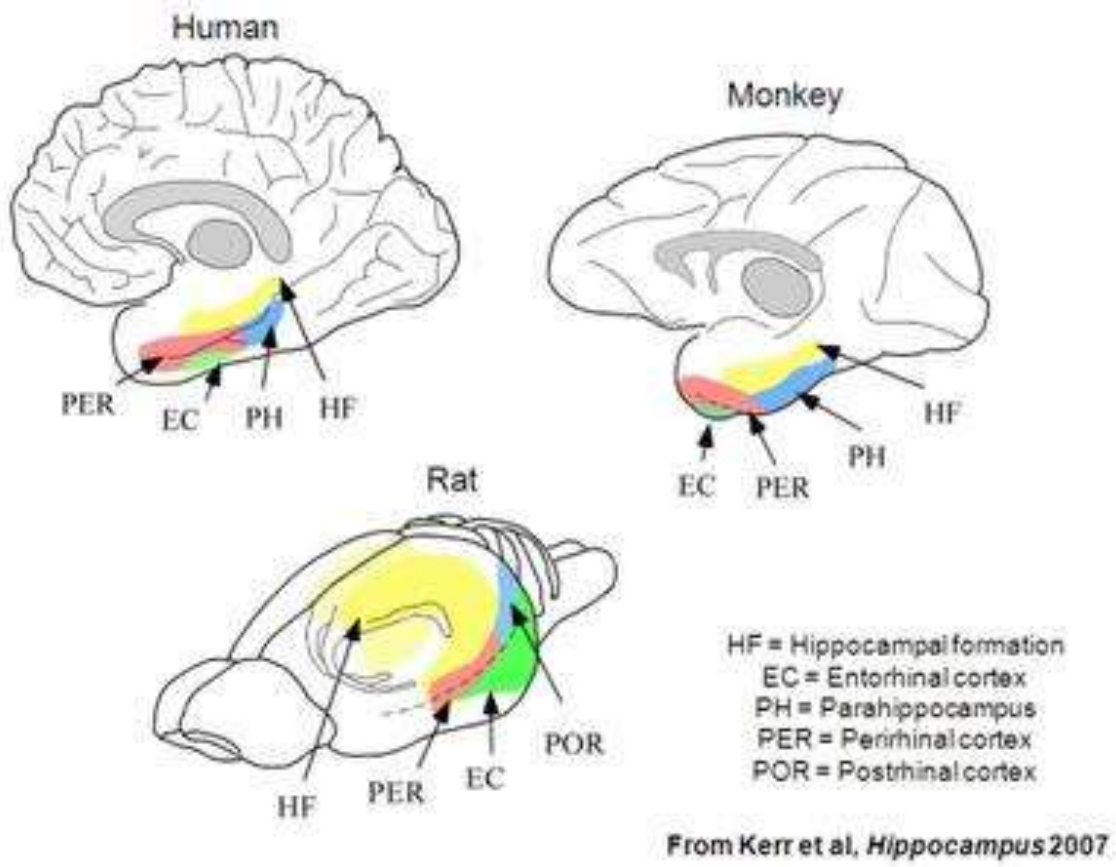 Human
Monkey
PER
EC
PH
HF
HF
PH
EC
PER
Rat
HF
PER
EC
POR
HF = Hippocampal formation
EC = Entorhinal cortex
PH = Parahippocampus
PER = Perirhinal cortex
POR = Postrhinal cortex
From Kerr et al, Hippocampus 2007